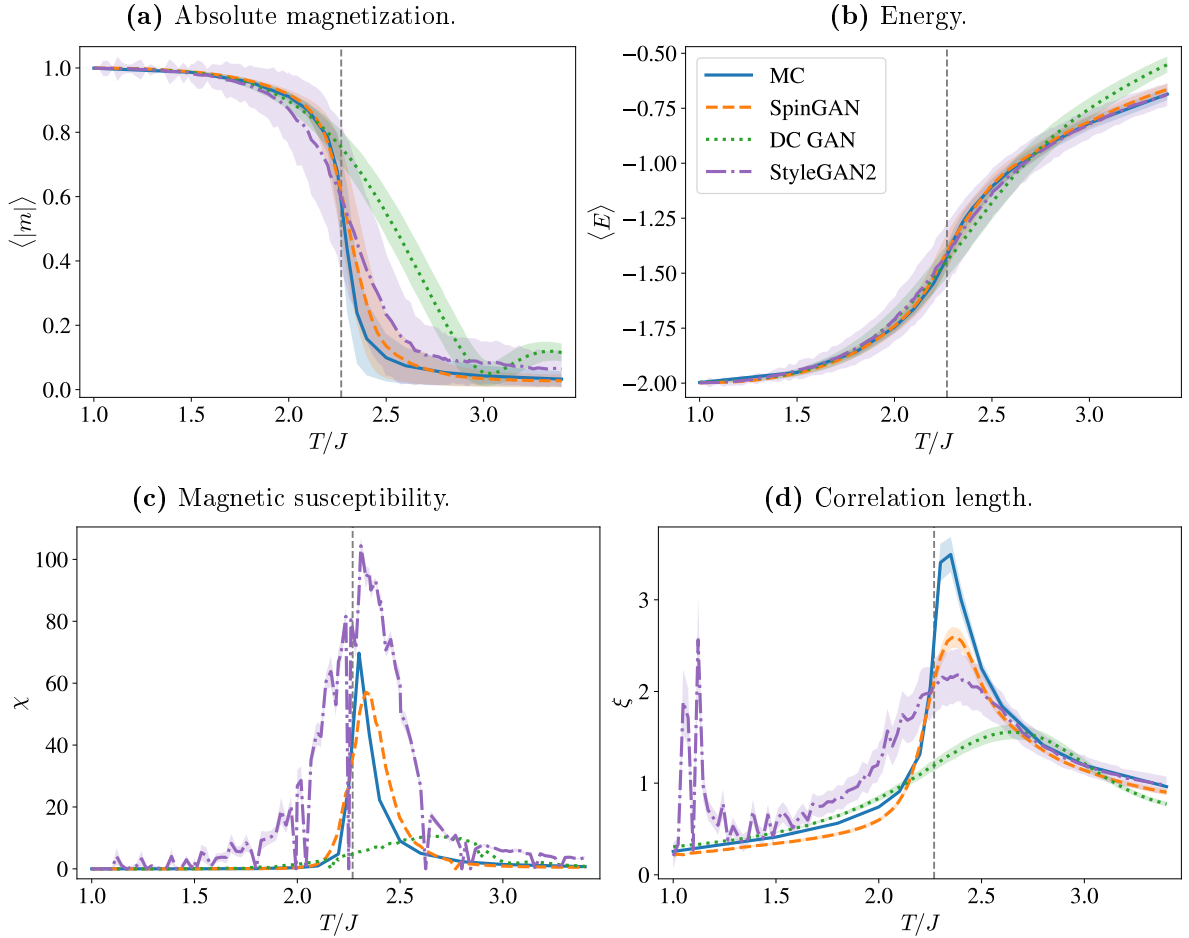 (a) Absolute magnetization.
1.0
0.8
0.6
0.4
0.2
0.0
⟨|m|⟩
1.0 1.5 2.0 2.5 3.0
T/J
(b) Energy.
−0.50
−0.75
−1.00
−1.25
−1.50
−1.75
−2.00
⟨E⟩
MC
SpinGAN
DC GAN
StyleGAN2
1.0 1.5 2.0 2.5 3.0
T/J
(c) Magnetic susceptibility.
100
80
60
40
20
0
χ
1.0 1.5 2.0 2.5 3.0
T/J
(d) Correlation length.
3
2
1
0
ξ
1.0 1.5 2.0 2.5 3.0
T/J